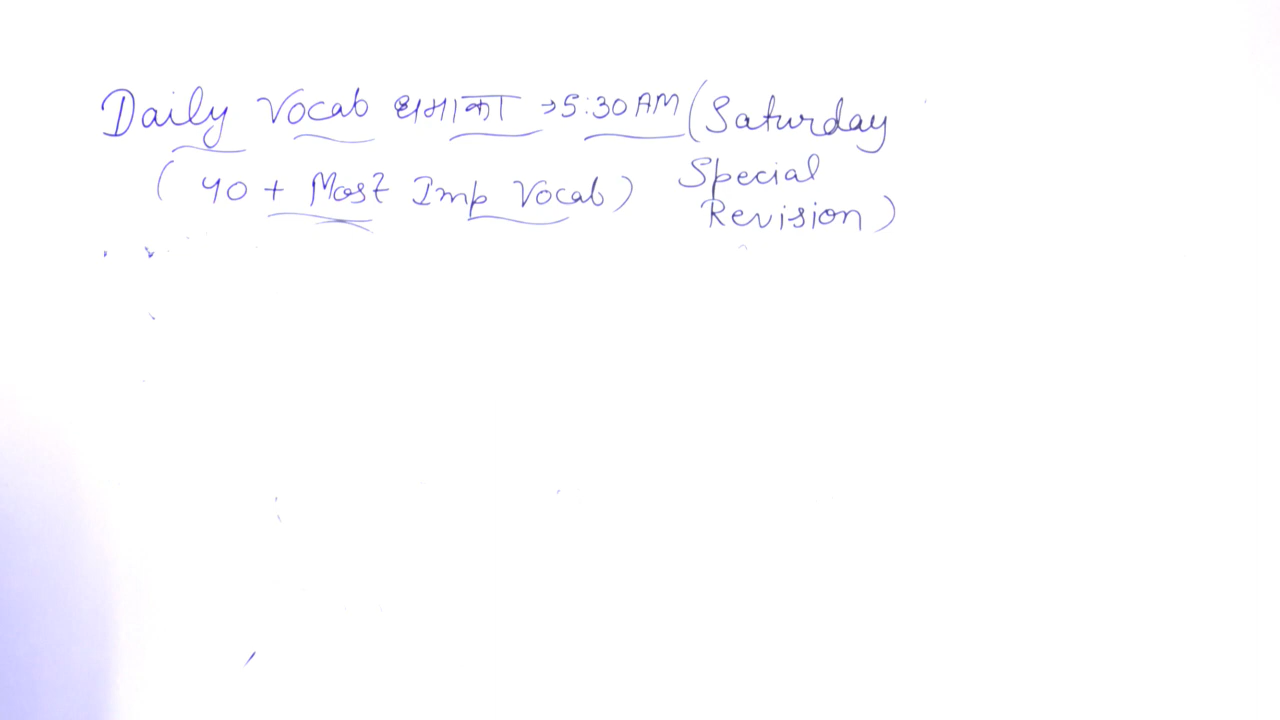 Daily Vocab धमाका →5:30 AM (Saturday
(40 + Most Imp Vocab) Special
Revision)